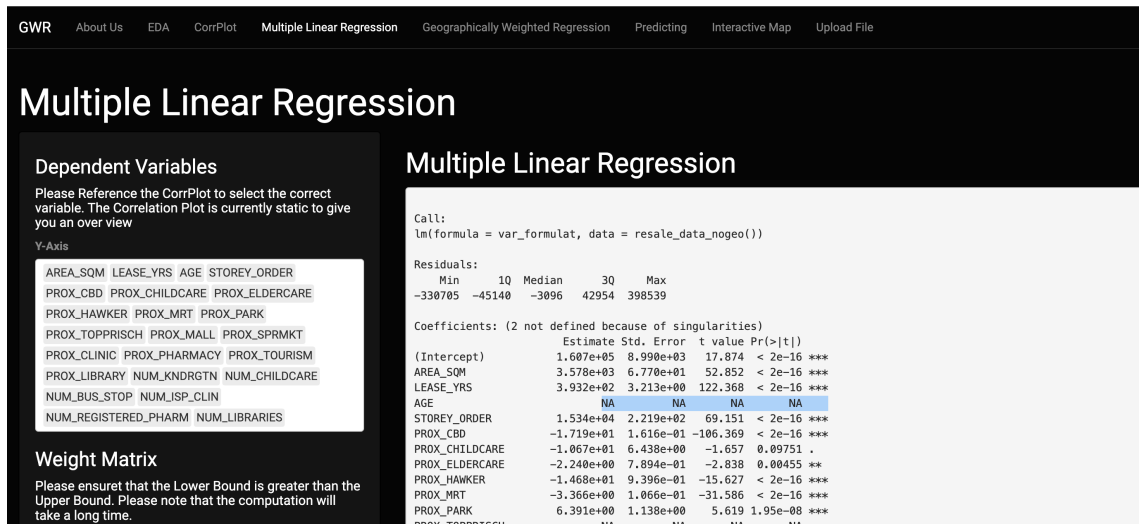 GWR About Us EDA CorrPlot Multiple Linear Regression Geographically Weighted Regression Predicting Interactive Map Upload File
Multiple Linear Regression
Dependent Variables
Please Reference the CorrPlot to select the correct
variable. The Correlation Plot is currently static to give
you an over view
Y-Axis
AREA_SQM LEASE_YRS AGE STOREY_ORDER
PROX_CBD PROX_CHILDCARE PROX_ELDERCARE
PROX_HAWKER PROX_MRT PROX_PARK
PROX_TOPPRISCH PROX_MALL PROX_SPRMKT
PROX_CLINIC PROX_PHARMACY PROX_TOURISM
PROX_LIBRARY NUM_KNDRGTN NUM_CHILDCARE
NUM_BUS_STOP NUM_ISP_CLIN
NUM_REGISTERED_PHARM NUM_LIBRARIES
Weight Matrix
Please ensuret that the Lower Bound is greater than the
Upper Bound. Please note that the computation will
take a long time.
Multiple Linear Regression
Call:
lm(formula = var_formulat, data = resale_data_nogeo())
Residuals:
Min 1Q Median 3Q Max
-330705 -45140 -3096 42954 398539
Coefficients: (2 not defined because of singularities)
Estimate Std. Error t value Pr(>|t|)
(Intercept) 1.607e+05 8.990e+03 17.874 < 2e-16 ***
AREA_SQM 3.578e+03 6.770e+01 52.852 < 2e-16 ***
LEASE_YRS 3.932e+02 3.213e+00 122.368 < 2e-16 ***
AGE NA NA NA NA
STOREY_ORDER 1.534e+04 2.219e+02 69.151 < 2e-16 ***
PROX_CBD -1.719e+01 1.616e-01 -106.369 < 2e-16 ***
PROX_CHILDCARE -1.067e+01 6.438e+00 -1.657 0.09751 .
PROX_ELDERCARE -2.240e+00 7.894e-01 -2.838 0.00455 **
PROX_HAWKER -1.468e+01 9.396e-01 -15.627 < 2e-16 ***
PROX_MRT -3.366e+00 1.066e-01 -31.586 < 2e-16 ***
PROX_PARK 6.391e+00 1.138e+00 5.619 1.95e-08 ***
PROX_TOPPRISCH NA NA NA NA